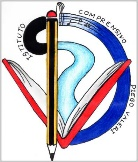 ISTITUTO
COMPRENSIVO
DIEGO VALERI